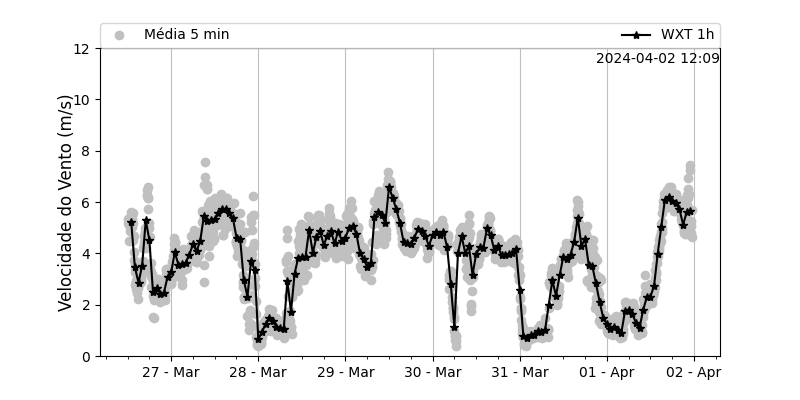 Média 5 min
WXT 1h
2024-04-02 12:09
Velocidade do Vento (m/s)
12
10
8
6
4
2
0
27 - Mar
28 - Mar
29 - Mar
30 - Mar
31 - Mar
01 - Apr
02 - Apr